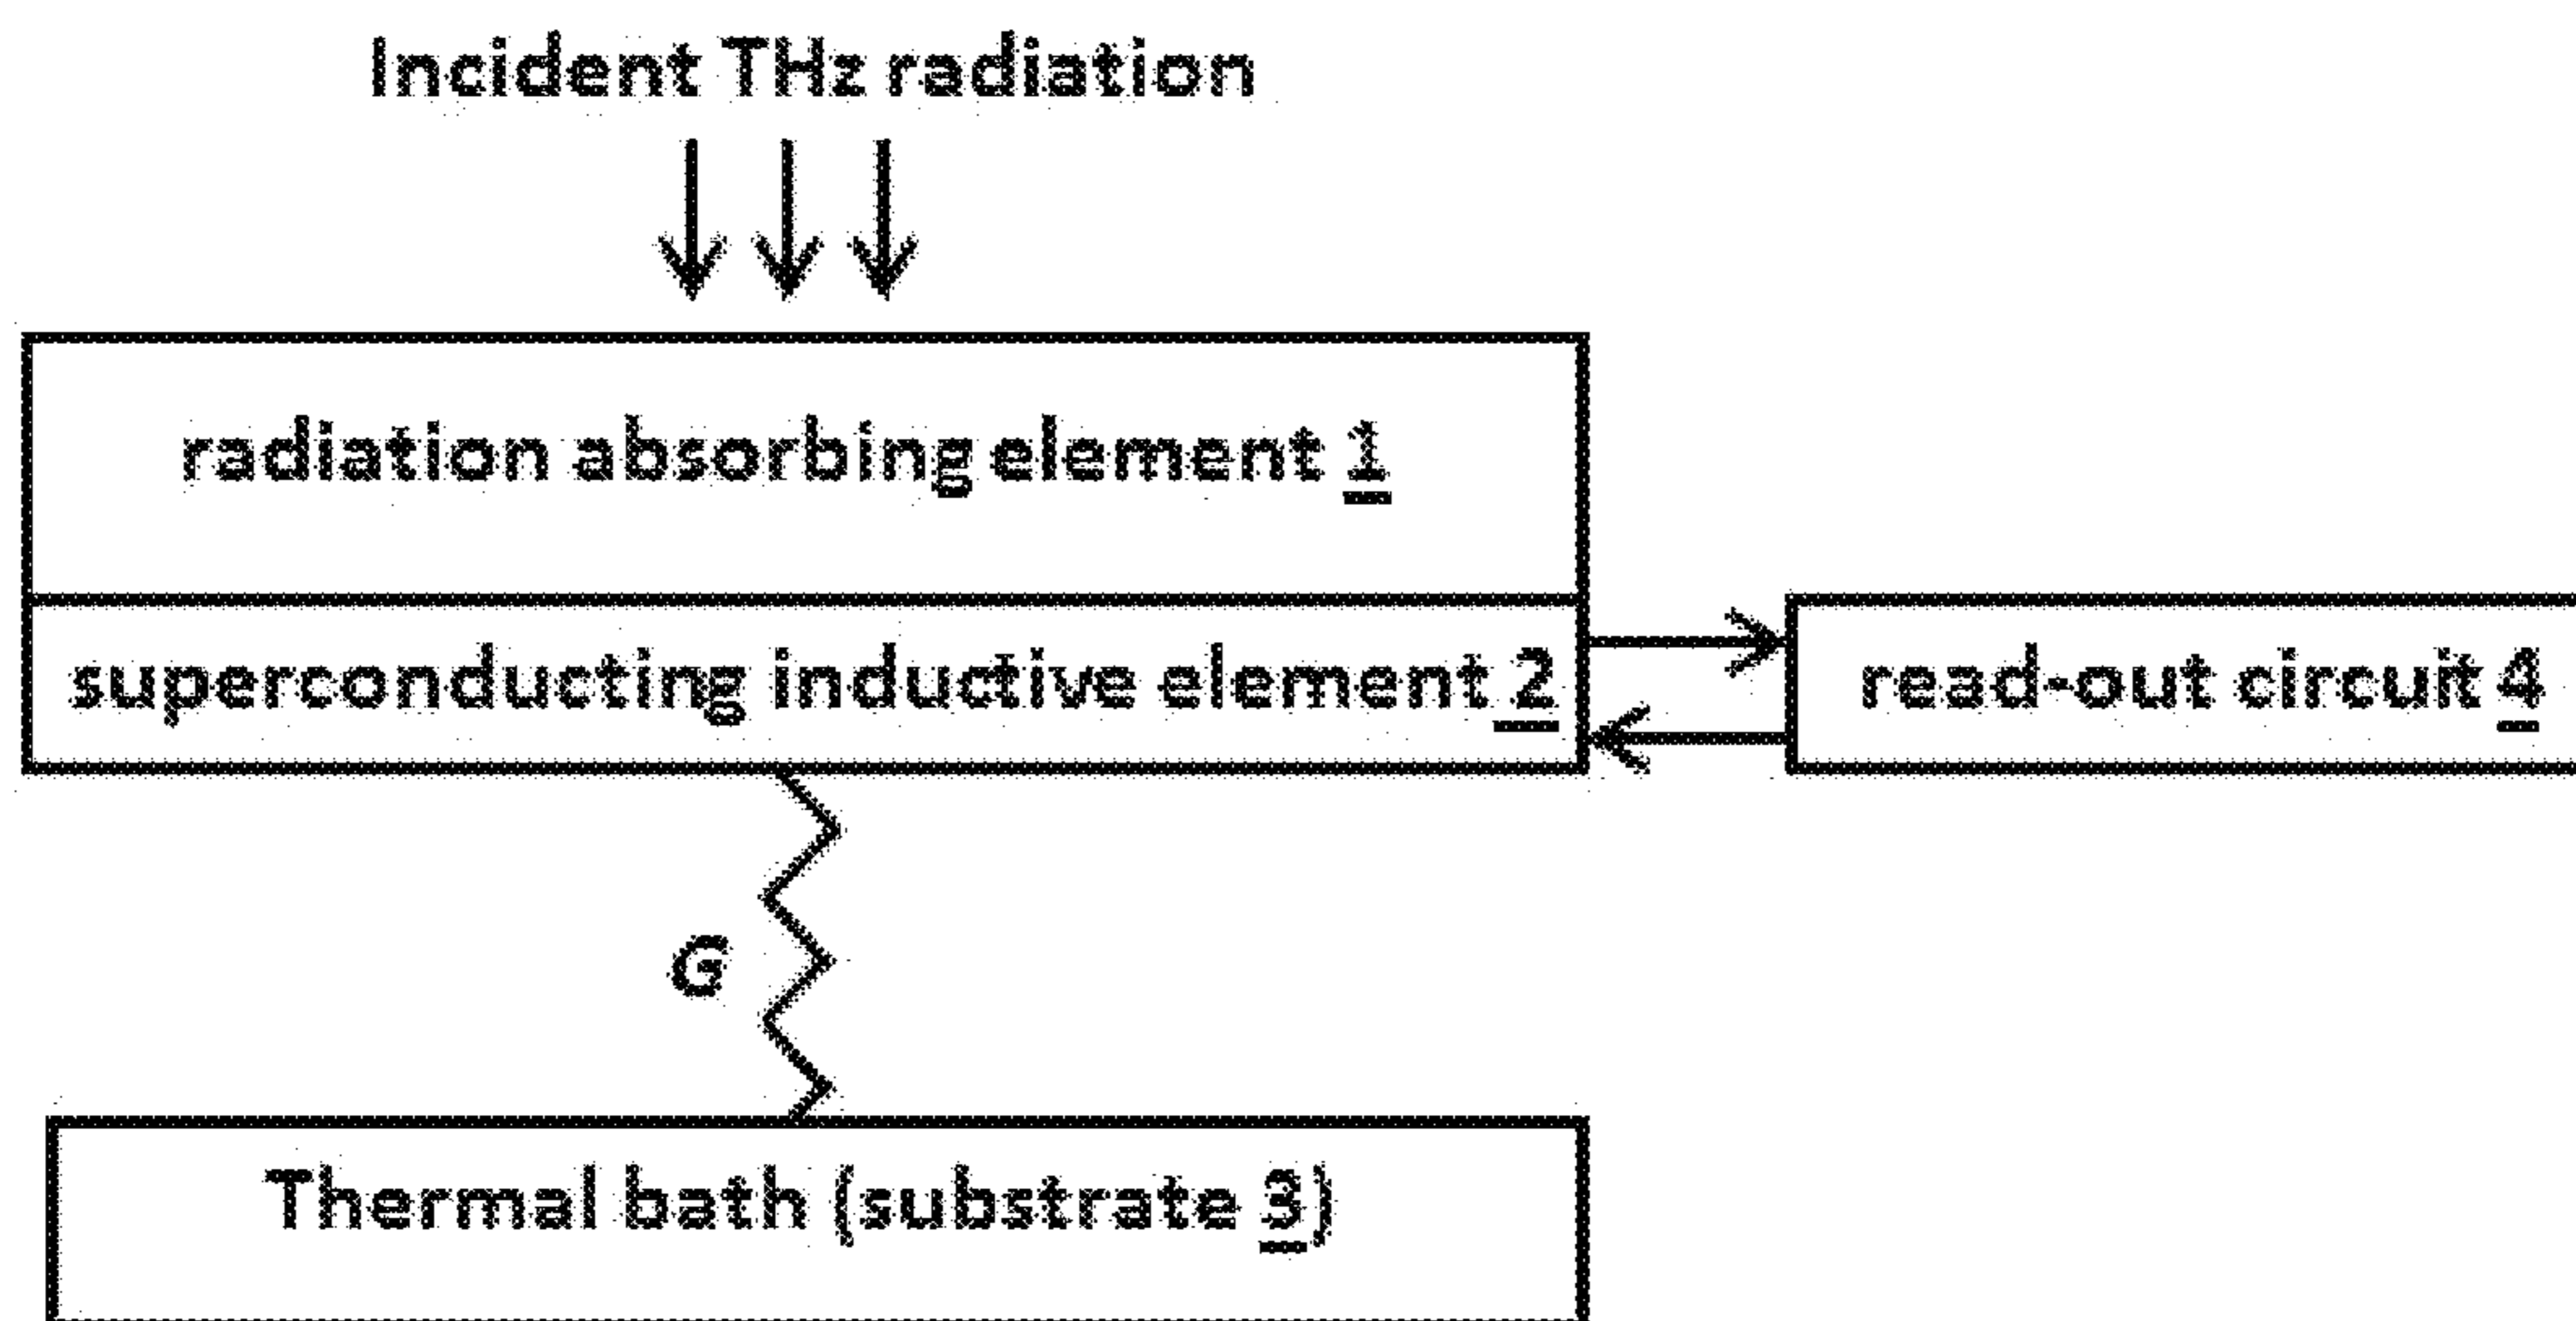 Incident THz radiation
radiation absorbing element 1
superconducting inductive element 2
read-out circuit 4
G
Thermal bath (substrate 3)